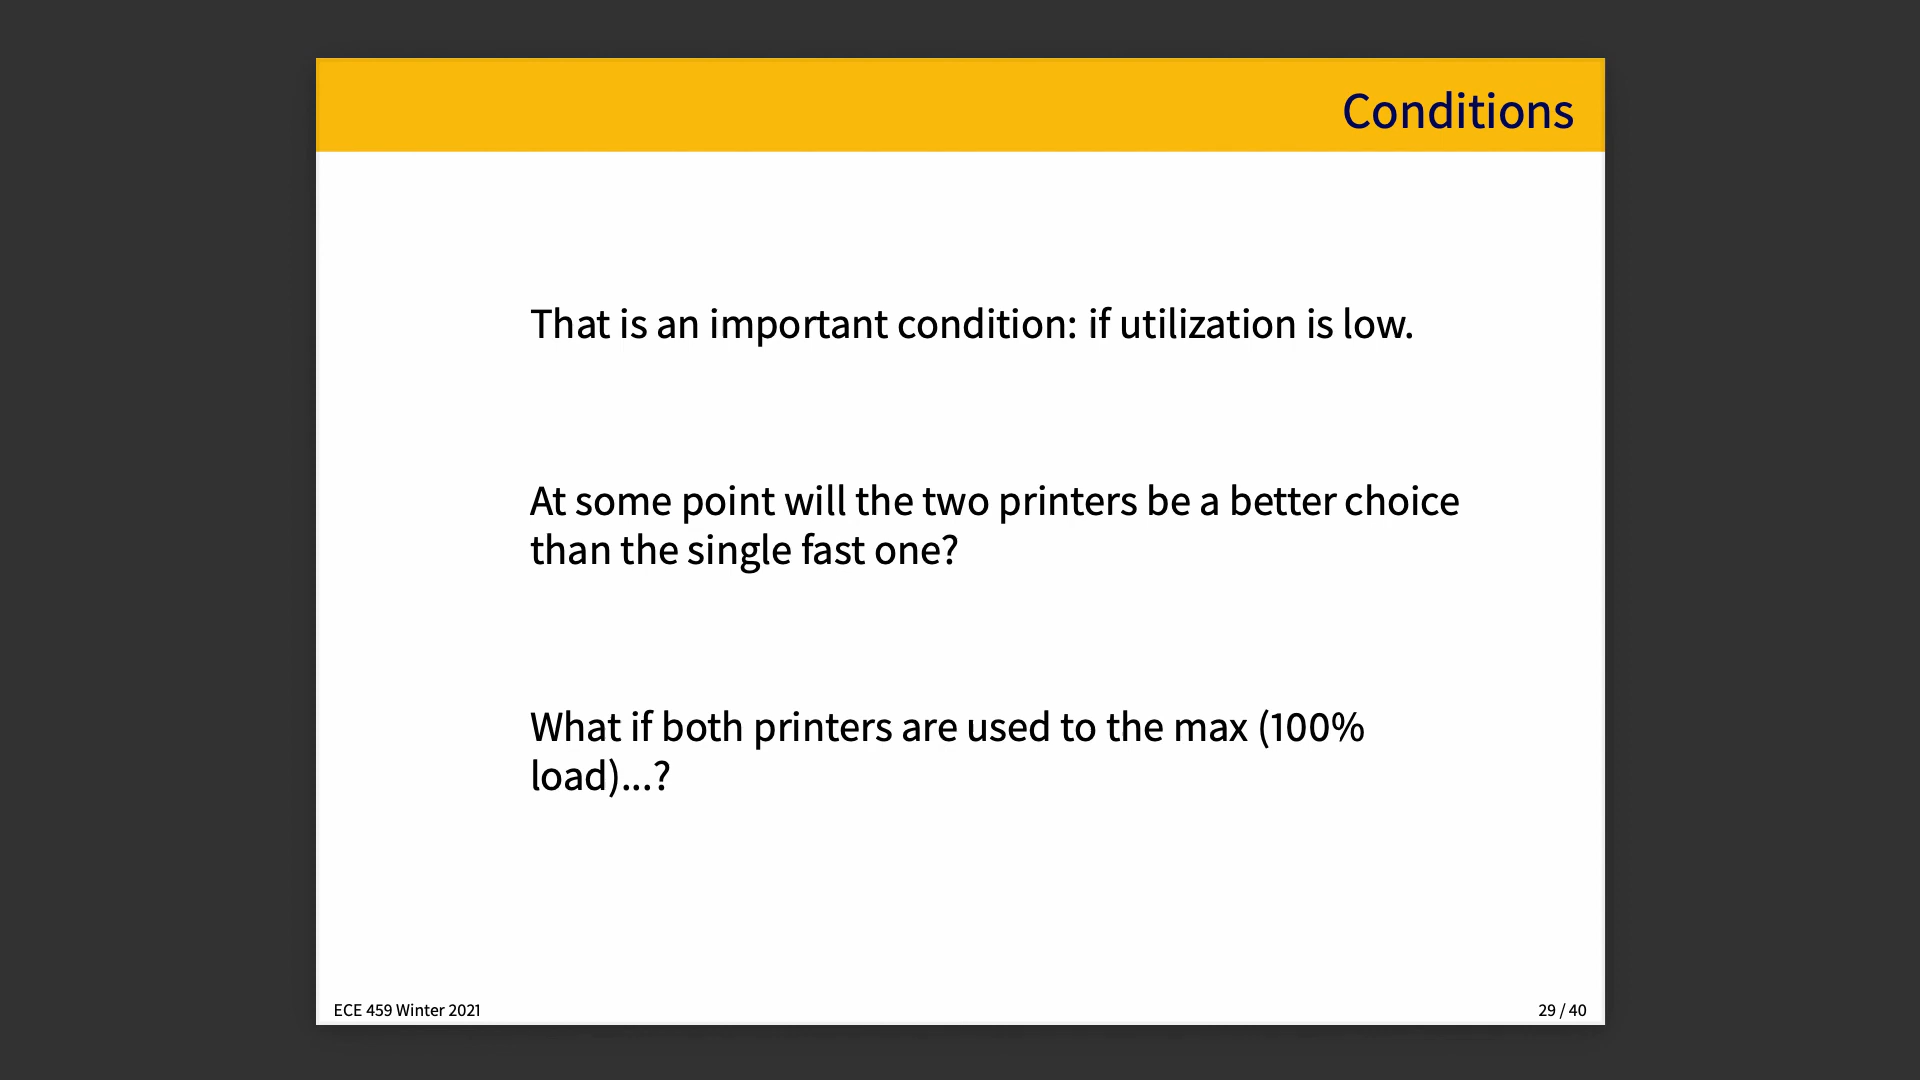 Conditions
That is an important condition: if utilization is low.
At some point will the two printers be a better choice
than the single fast one?
What if both printers are used to the max (100%
load)...?
ECE 459 Winter 2021
29 / 40